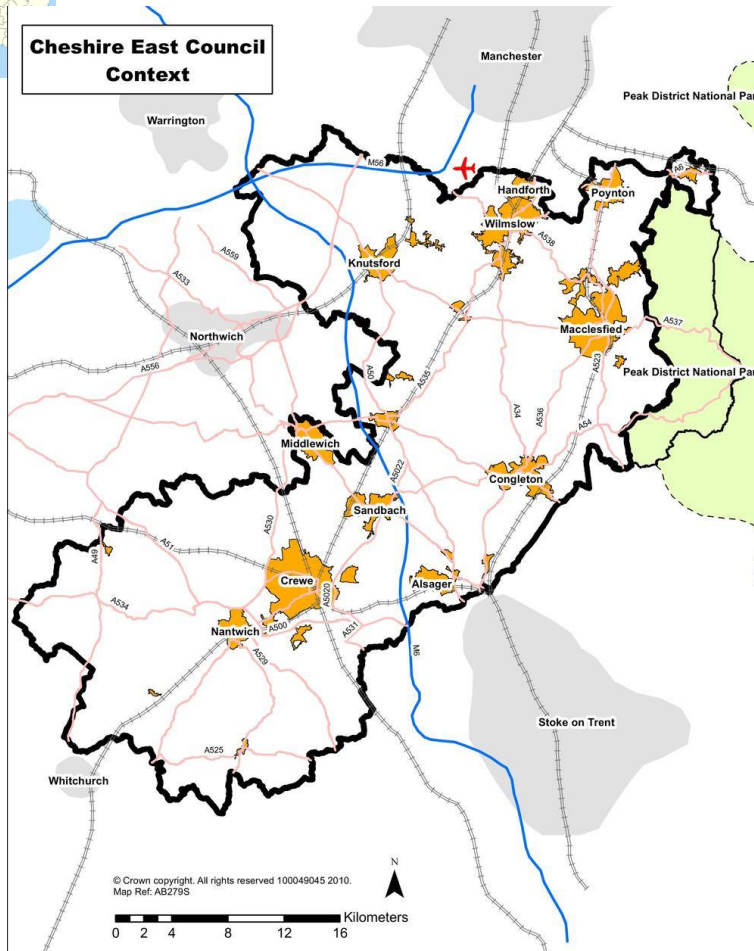 Cheshire East Council
Context
Manchester
Peak District National Par
Warrington
M56
A6
Handforth
Poynton
Wilmslow
A538
A559
Knutsford
A533
Northwich
Macclesfied
A537
A556
A50
A535
A523
Peak District National Par
A34
A536
A54
Middlewich
A5022
Congleton
Sandbach
A530
A51
A49
Crewe
A5020
Alsager
A534
Nantwich
A500
A531
A529
M6
Stoke on Trent
A525
Whitchurch
© Crown copyright. All rights reserved 100049045 2010.
Map Ref: AB279S
N
Kilometers
0 2 4 8 12 16